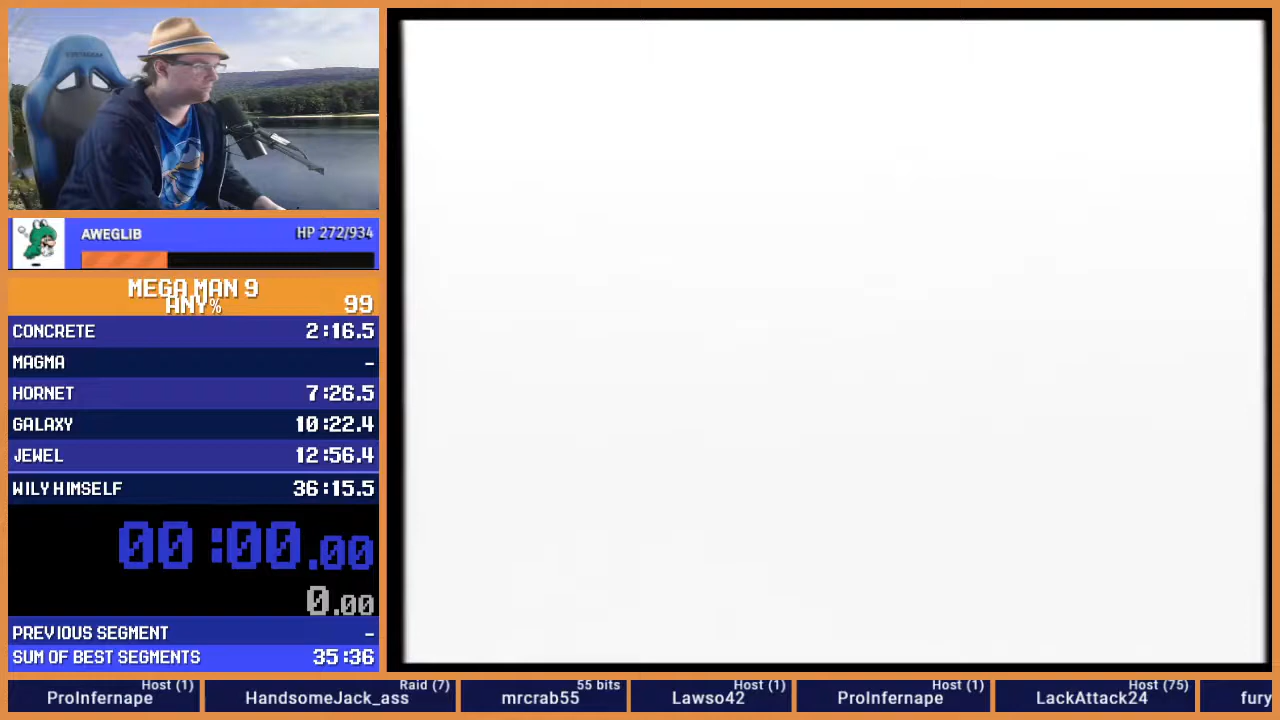 AWEGLIB HP 272/934
MEGA MAN 9
ANY% 99
CONCRETE 2:16.5
MAGMA -
HORNET 7:26.5
GALAXY 10:22.4
JEWEL 12:56.4
WILY HIMSELF 36:15.5
00:00.00
0.00
PREVIOUS SEGMENT -
SUM OF BEST SEGMENTS 35:36
Host (1) Raid (7) 55 bits Host (1) Host (1) Host (75)
ProInfernape HandsomeJack_ass mrcrab55 Lawso42 ProInfernape LackAttack24 fury